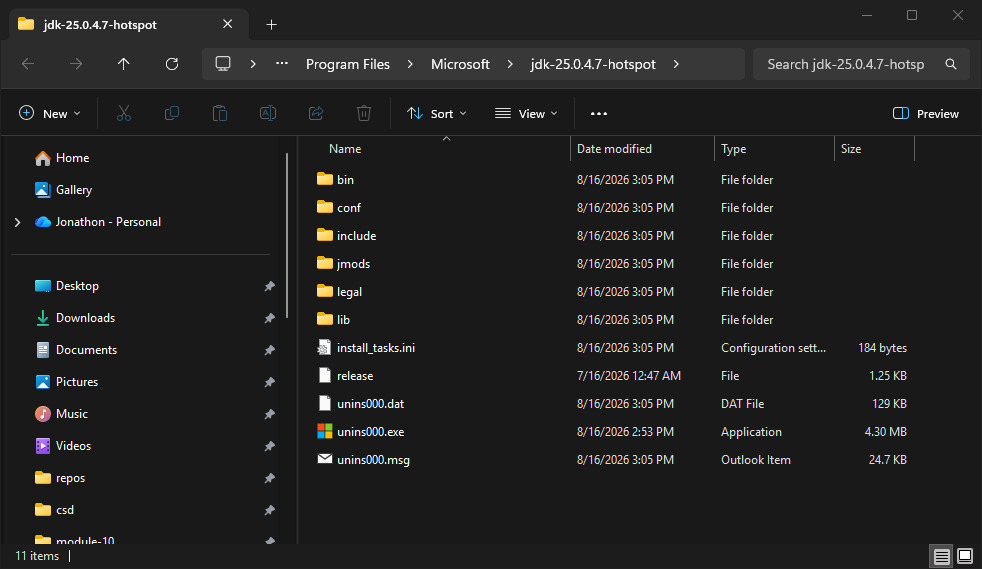 jdk-25.0.4.7-hotspot
Program Files Microsoft jdk-25.0.4.7-hotspot Search jdk-25.0.4.7-hotsp
New Sort View Preview
Home
Gallery
Jonathon - Personal
Desktop
Downloads
Documents
Pictures
Music
Videos
repos
csd
module-10
Name Date modified Type Size
bin 8/16/2026 3:05 PM File folder
conf 8/16/2026 3:05 PM File folder
include 8/16/2026 3:05 PM File folder
jmods 8/16/2026 3:05 PM File folder
legal 8/16/2026 3:05 PM File folder
lib 8/16/2026 3:05 PM File folder
install_tasks.ini 8/16/2026 3:05 PM Configuration sett... 184 bytes
release 7/16/2026 12:47 AM File 1.25 KB
unins000.dat 8/16/2026 3:05 PM DAT File 129 KB
unins000.exe 8/16/2026 2:53 PM Application 4.30 MB
unins000.msg 8/16/2026 3:05 PM Outlook Item 24.7 KB
11 items